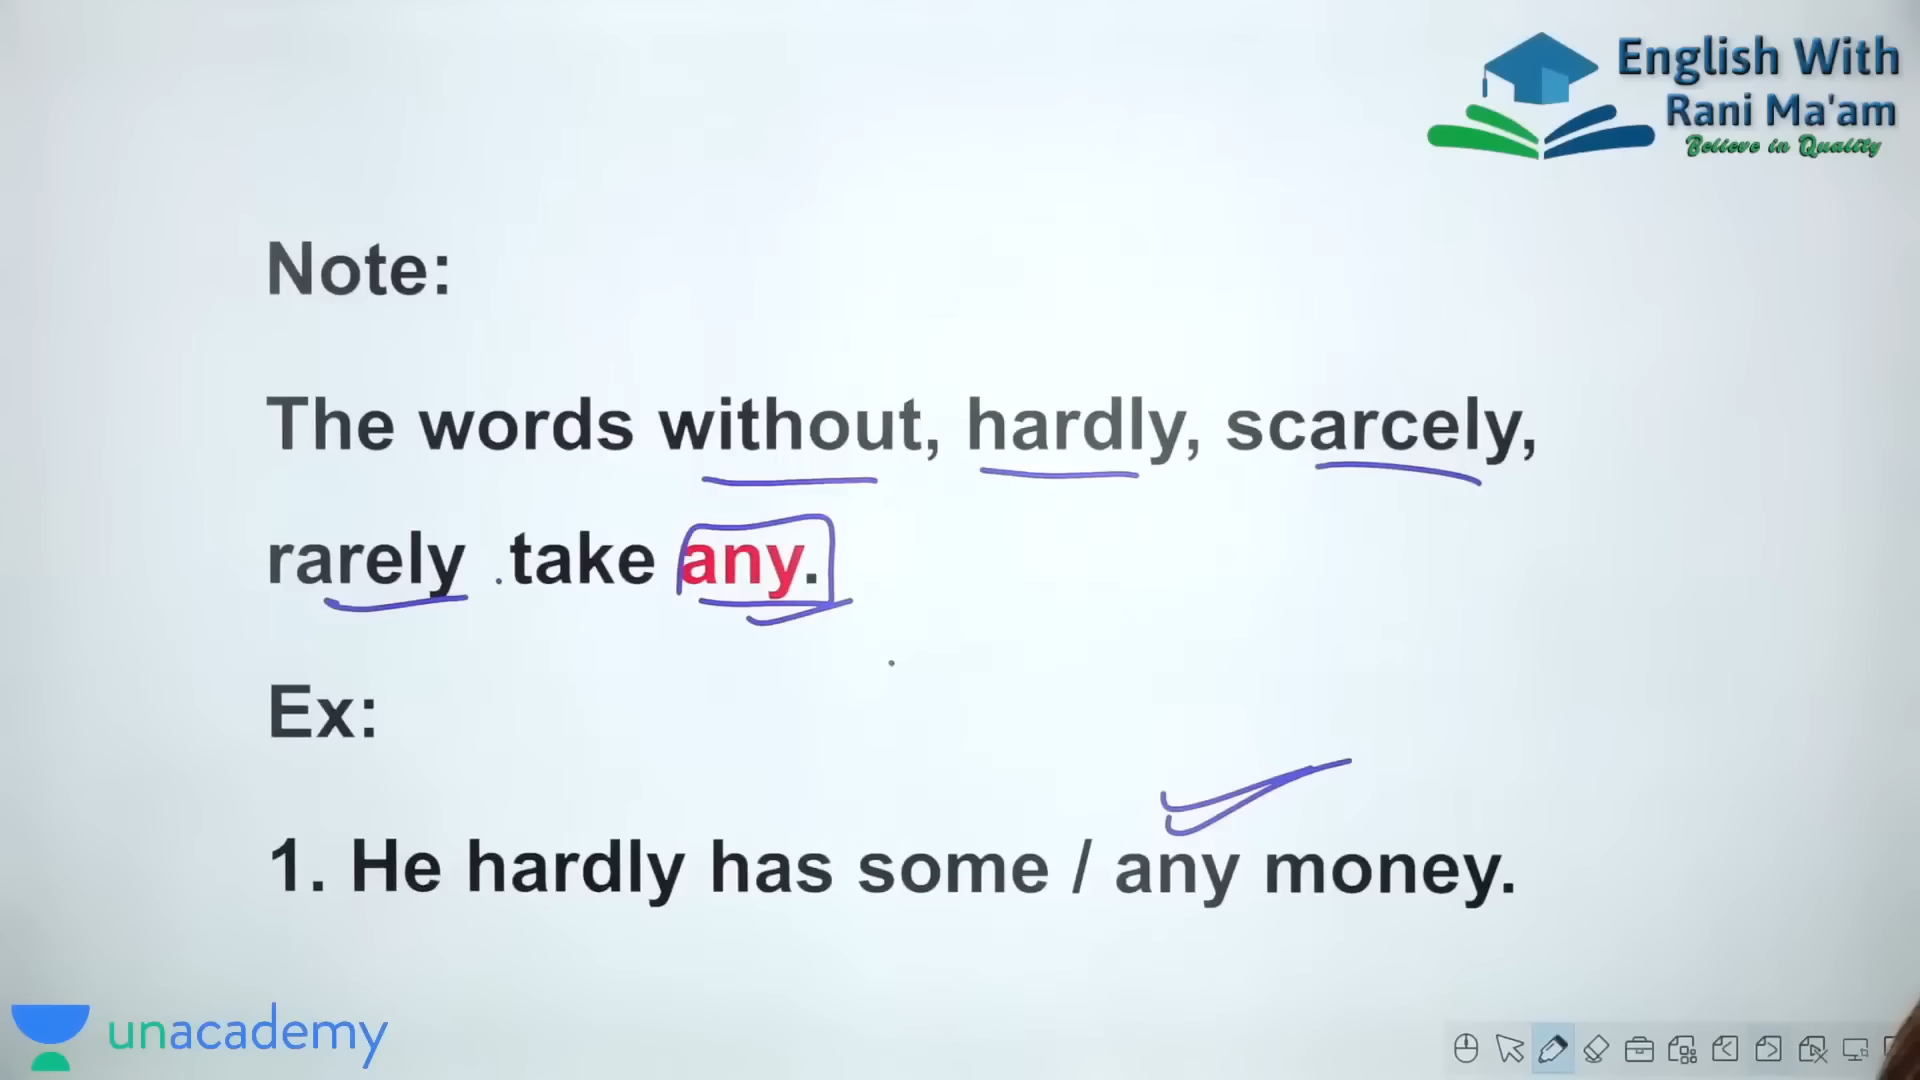 English With
Rani Ma'am
Believe in Quality
Note:
The words without, hardly, scarcely,
rarely .take any.
Ex:
1. He hardly has some / any money.
unacademy